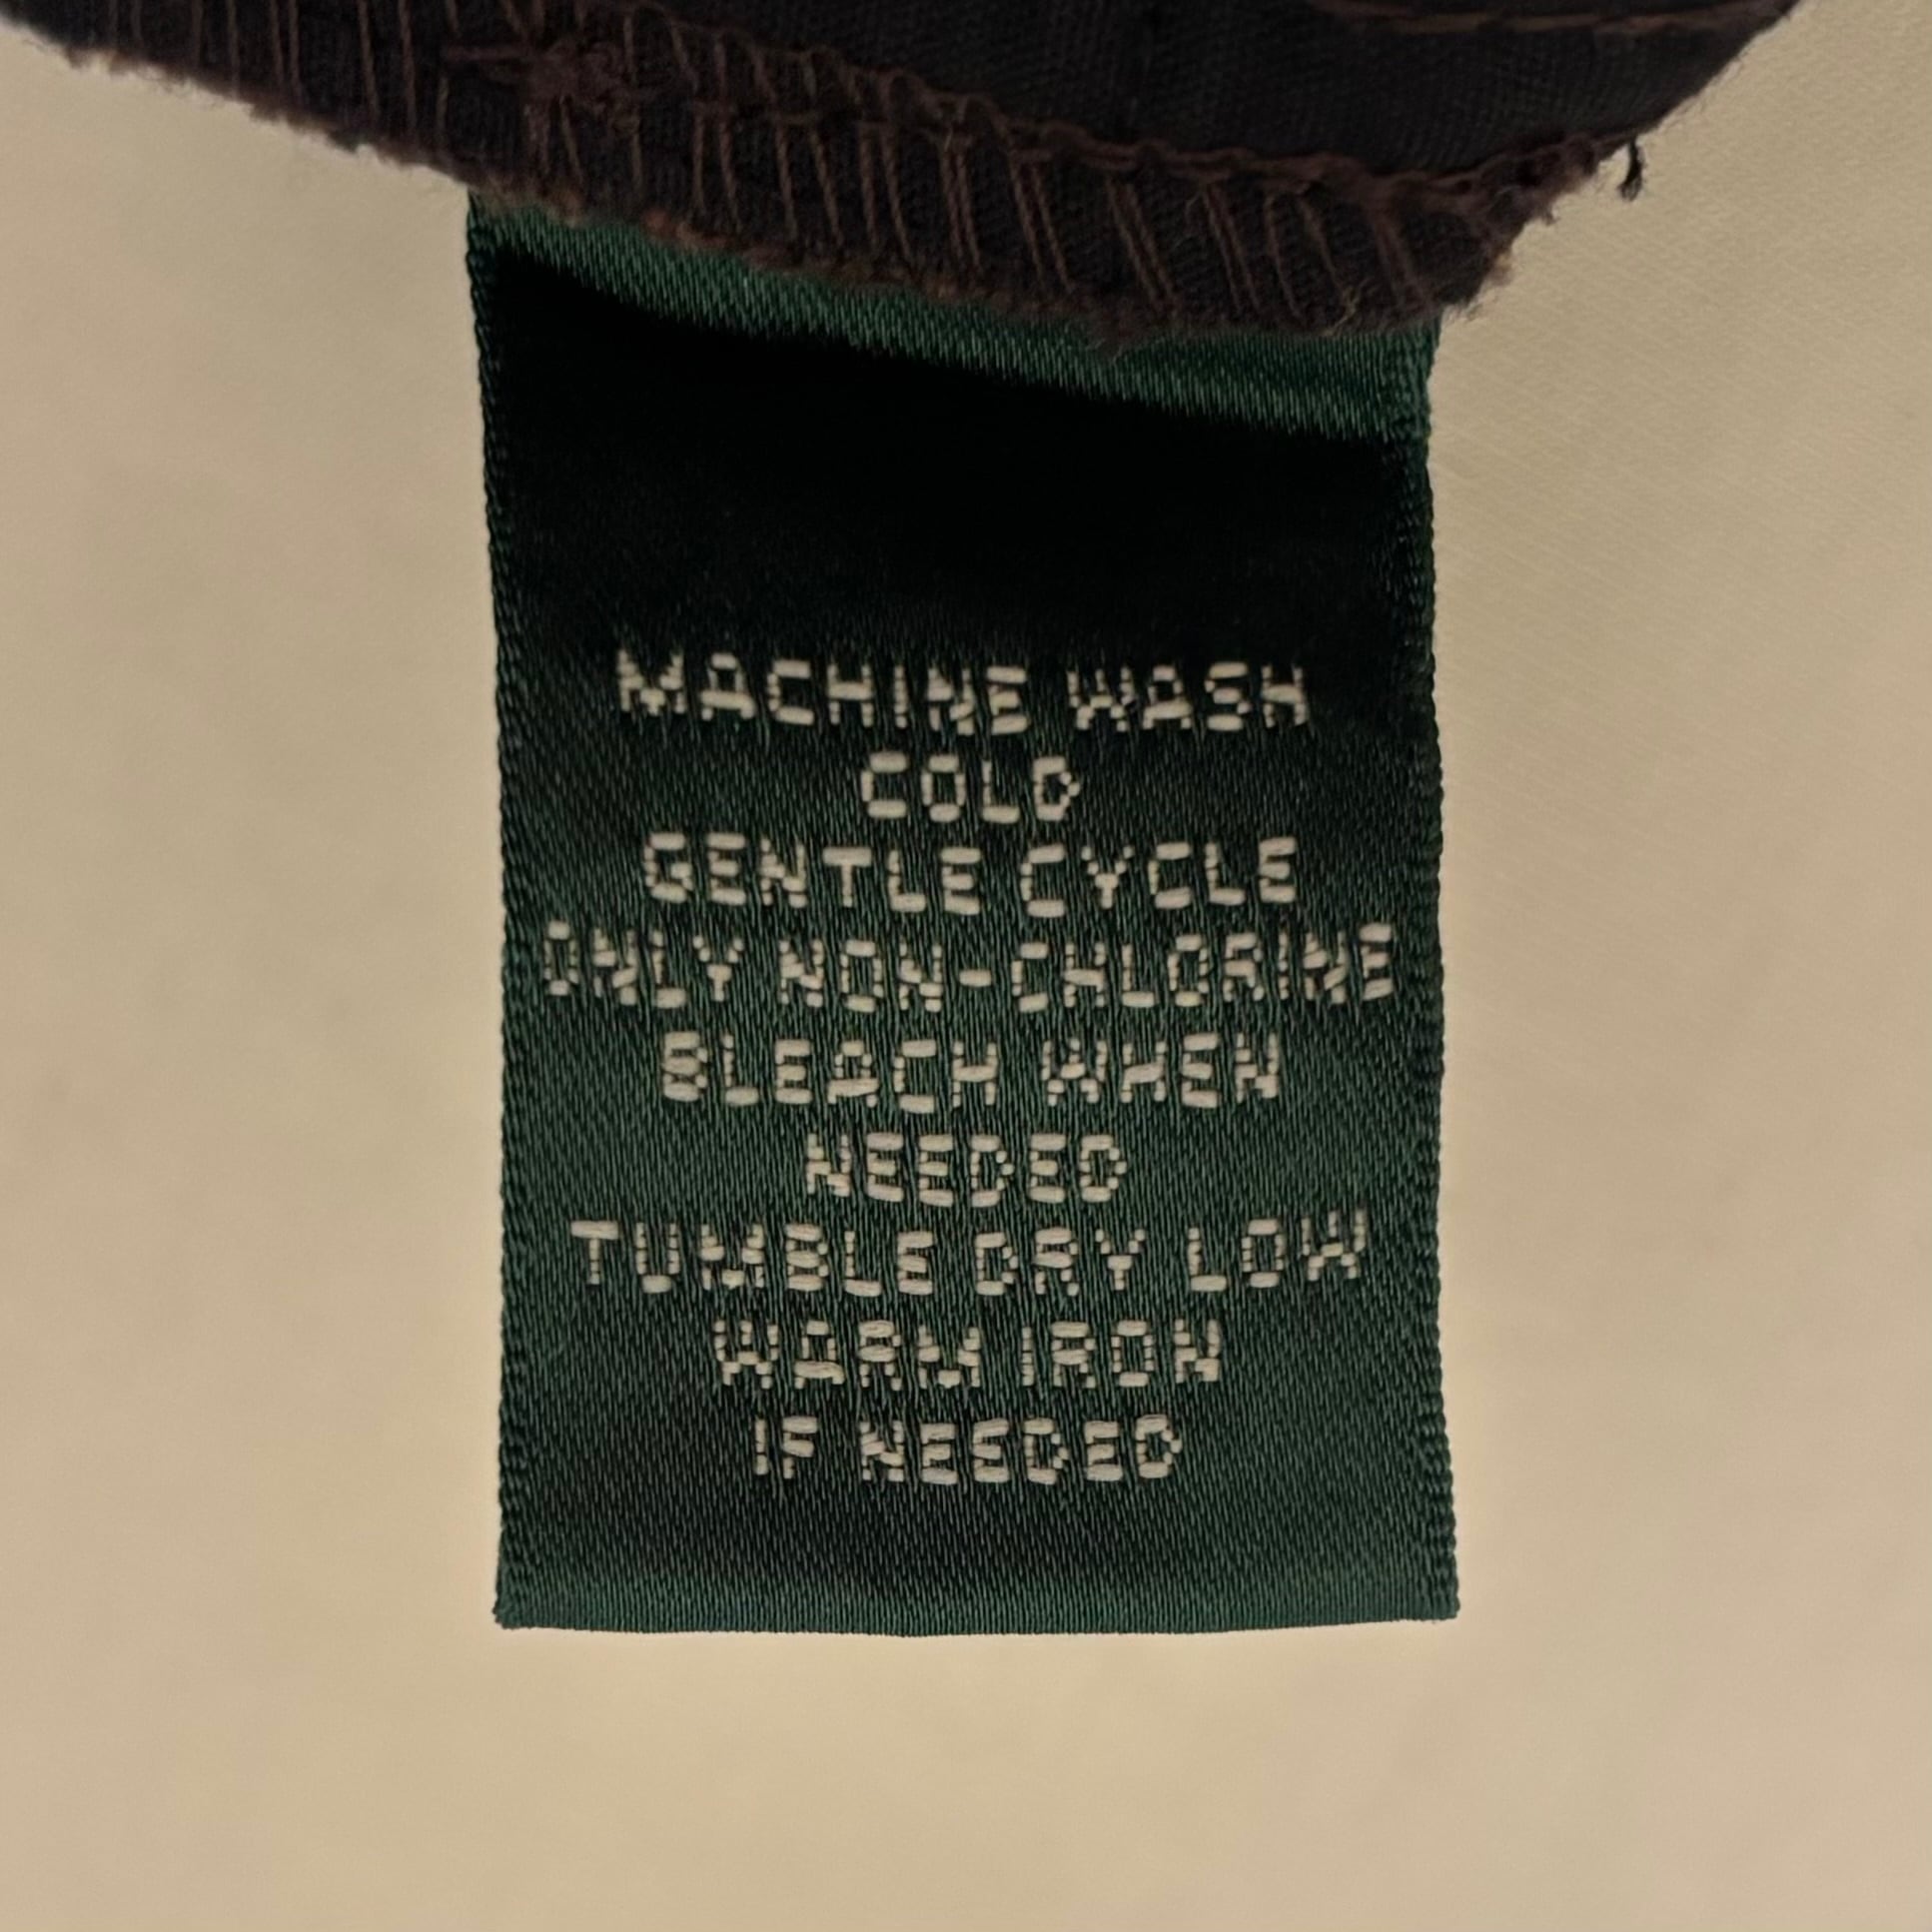 MACHINE WASH
COLD
GENTLE CYCLE
ONLY NON-CHLORINE
BLEACH WHEN
NEEDED
TUMBLE DRY LOW
WARM IRON
IF NEEDED